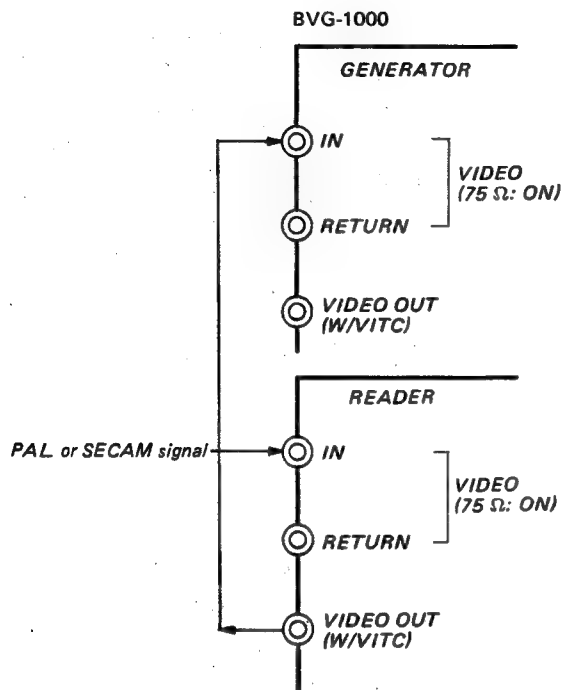 BVG-1000
GENERATOR
IN
VIDEO
(75 Ω: ON)
RETURN
VIDEO OUT
(W/VITC)
READER
PAL or SECAM signal
IN
VIDEO
(75 Ω: ON)
RETURN
VIDEO OUT
(W/VITC)